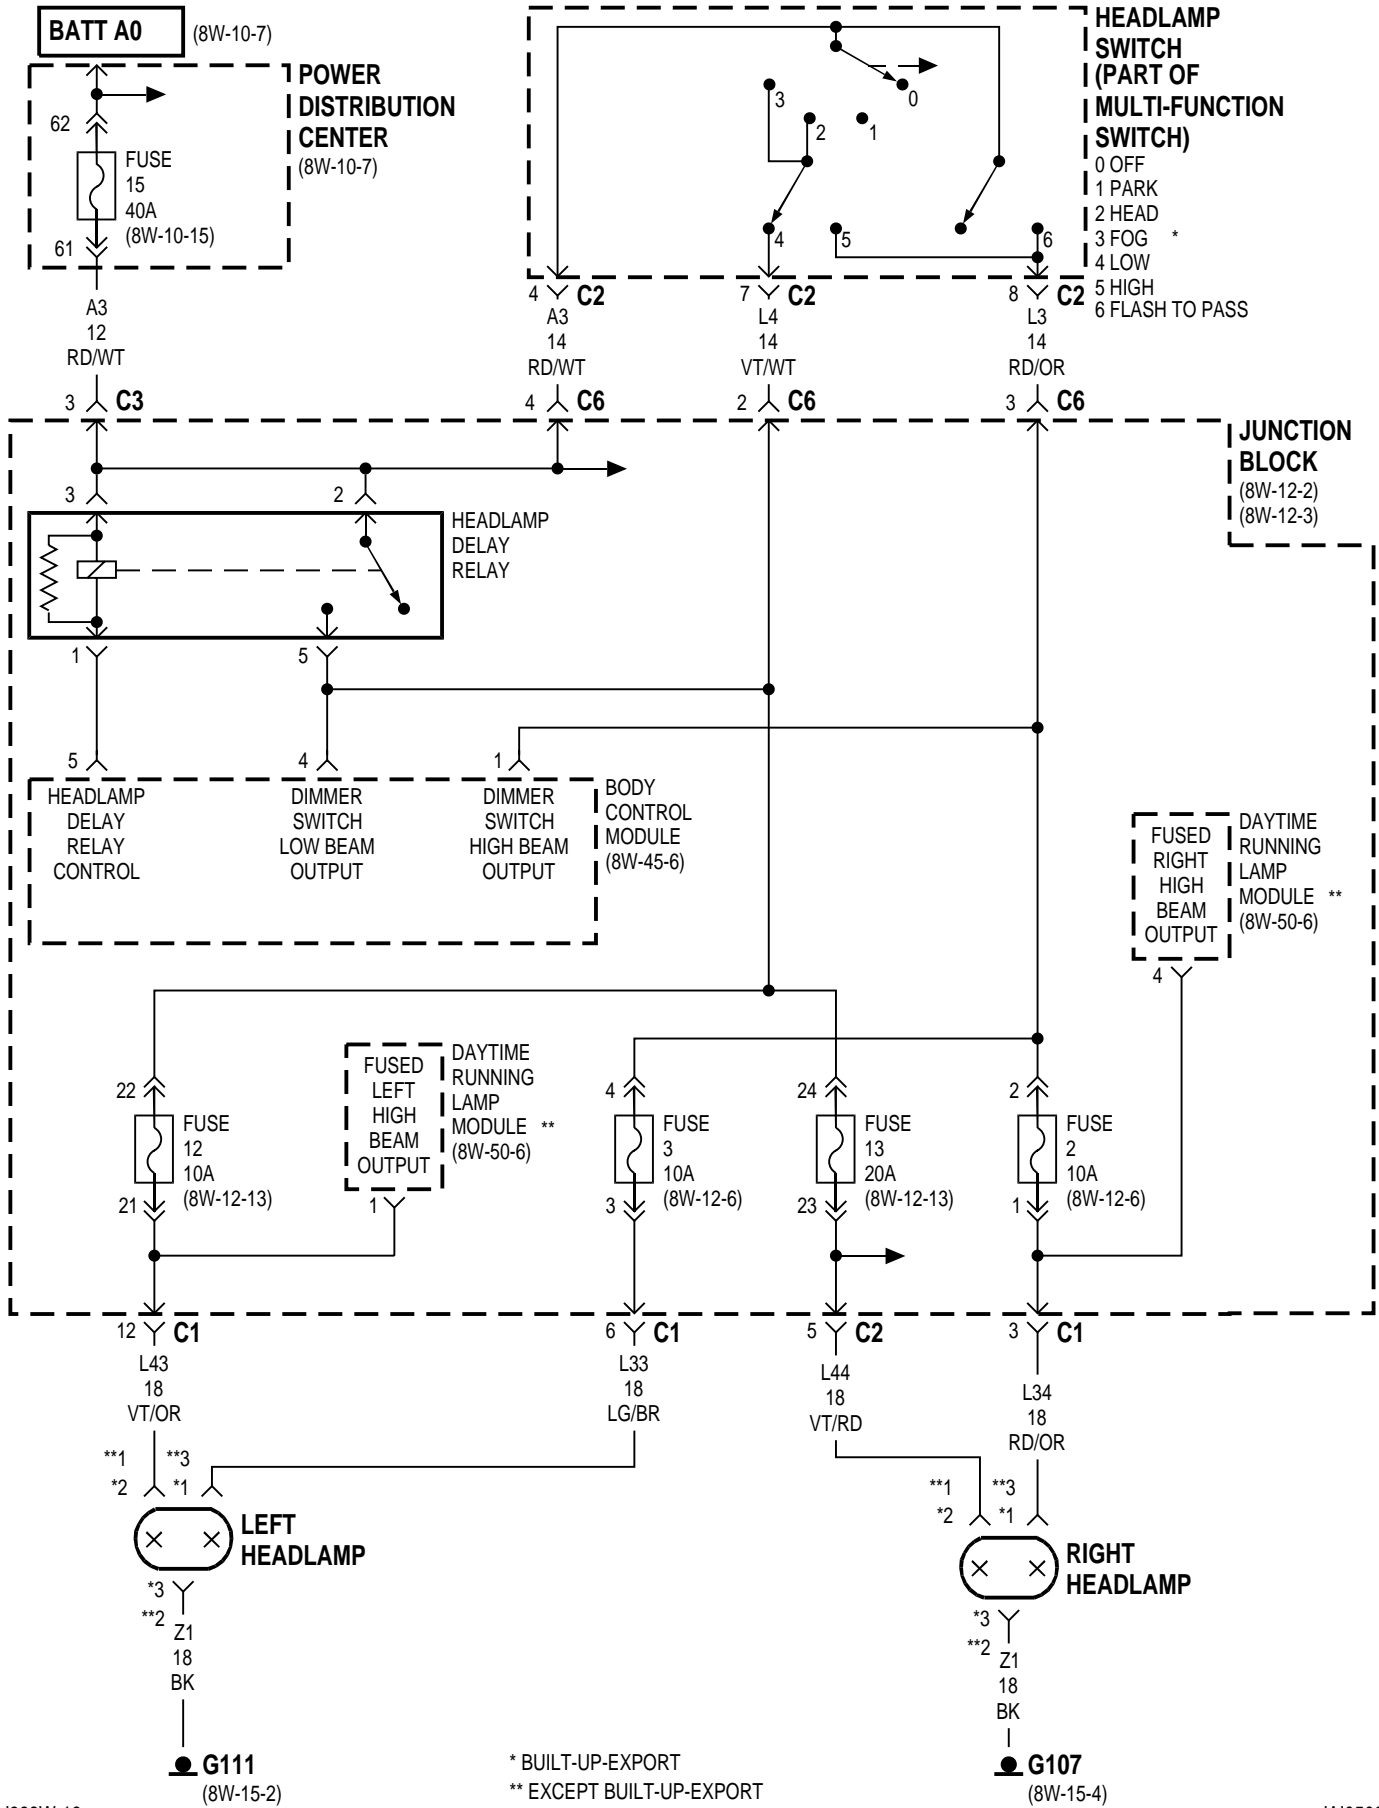 BATT A0
(8W-10-7)
HEADLAMP
SWITCH
(PART OF
MULTI-FUNCTION
SWITCH)
0 OFF
1 PARK
2 HEAD
3 FOG *
4 LOW
5 HIGH
6 FLASH TO PASS
POWER
DISTRIBUTION
CENTER
(8W-10-7)
62
FUSE
15
40A
(8W-10-15)
61
3
0
2
1
4
5
6
A3
12
RD/WT
4 C2
A3
14
RD/WT
7 C2
L4
14
VT/WT
8 C2
L3
14
RD/OR
3 C3
4 C6
2 C6
3 C6
JUNCTION
BLOCK
(8W-12-2)
(8W-12-3)
3
2
HEADLAMP
DELAY
RELAY
1
5
5
4
1
HEADLAMP
DELAY
RELAY
CONTROL
DIMMER
SWITCH
LOW BEAM
OUTPUT
DIMMER
SWITCH
HIGH BEAM
OUTPUT
BODY
CONTROL
MODULE
(8W-45-6)
FUSED
RIGHT
HIGH
BEAM
OUTPUT
DAYTIME
RUNNING
LAMP
MODULE **
(8W-50-6)
4
FUSED
LEFT
HIGH
BEAM
OUTPUT
DAYTIME
RUNNING
LAMP
MODULE **
(8W-50-6)
1
22
FUSE
12
10A
(8W-12-13)
21
4
FUSE
3
10A
(8W-12-6)
3
24
FUSE
13
20A
(8W-12-13)
23
2
FUSE
2
10A
(8W-12-6)
1
12 C1
L43
18
VT/OR
6 C1
L33
18
LG/BR
5 C2
L44
18
VT/RD
3 C1
L34
18
RD/OR
**1 **3
*2 *1
LEFT
HEADLAMP
*3
**2
Z1
18
BK
G111
(8W-15-2)
**1 **3
*2 *1
RIGHT
HEADLAMP
*3
**2
Z1
18
BK
G107
(8W-15-4)
* BUILT-UP-EXPORT
** EXCEPT BUILT-UP-EXPORT